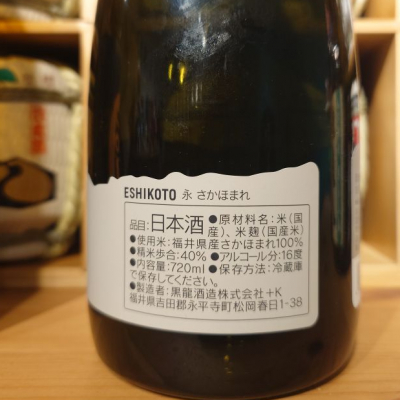 ESHIKOTO 永 さかほまれ
品目:日本酒 ●原材料名:米(国
産)、米麹(国産米)
●使用米:福井県産さかほまれ100%
●精米歩合:40% ●アルコール分:16度
●内容量:720ml ●保存方法:冷蔵庫
で保存してください。
●製造者:黒龍酒造株式会社+K
福井県吉田郡永平寺町松岡春日1-38